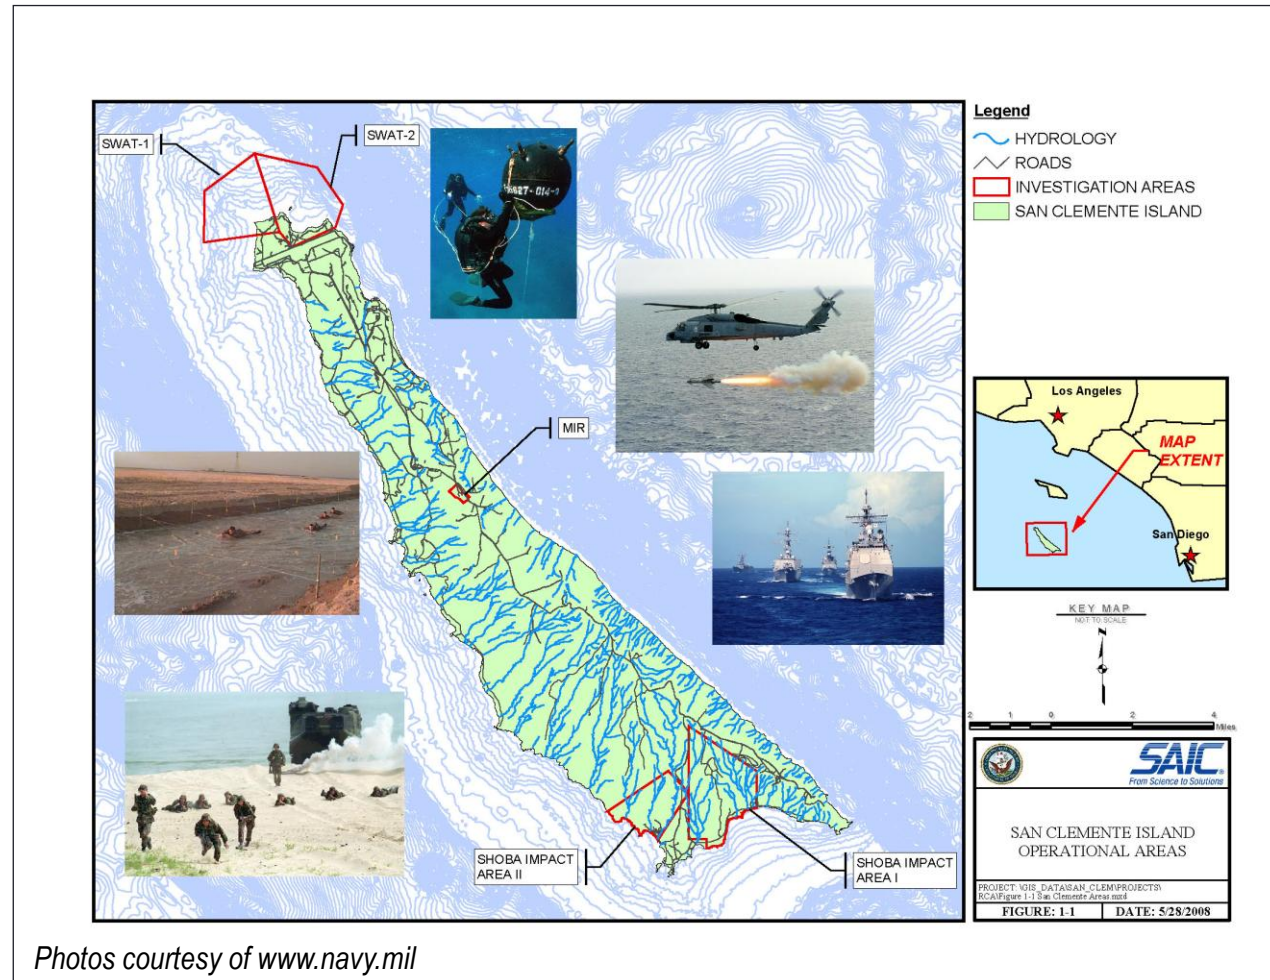 SWAT-1
SWAT-2
MIR
SHOBA IMPACT
AREA II
SHOBA IMPACT
AREA I
Legend
HYDROLOGY
ROADS
INVESTIGATION AREAS
SAN CLEMENTE ISLAND
Los Angeles
MAP
EXTENT
San Diego
KEY MAP
NOT TO SCALE
N
2 1 0 2 4
Miles
SAIC
From Science to Solutions
SAN CLEMENTE ISLAND
OPERATIONAL AREAS
PROJECT: \GIS_DATA\SAN_CLEM\PROJECTS\
RCA\Figure 1-1 San Clemente Areas.mxd
FIGURE: 1-1
DATE: 5/28/2008
Photos courtesy of www.navy.mil